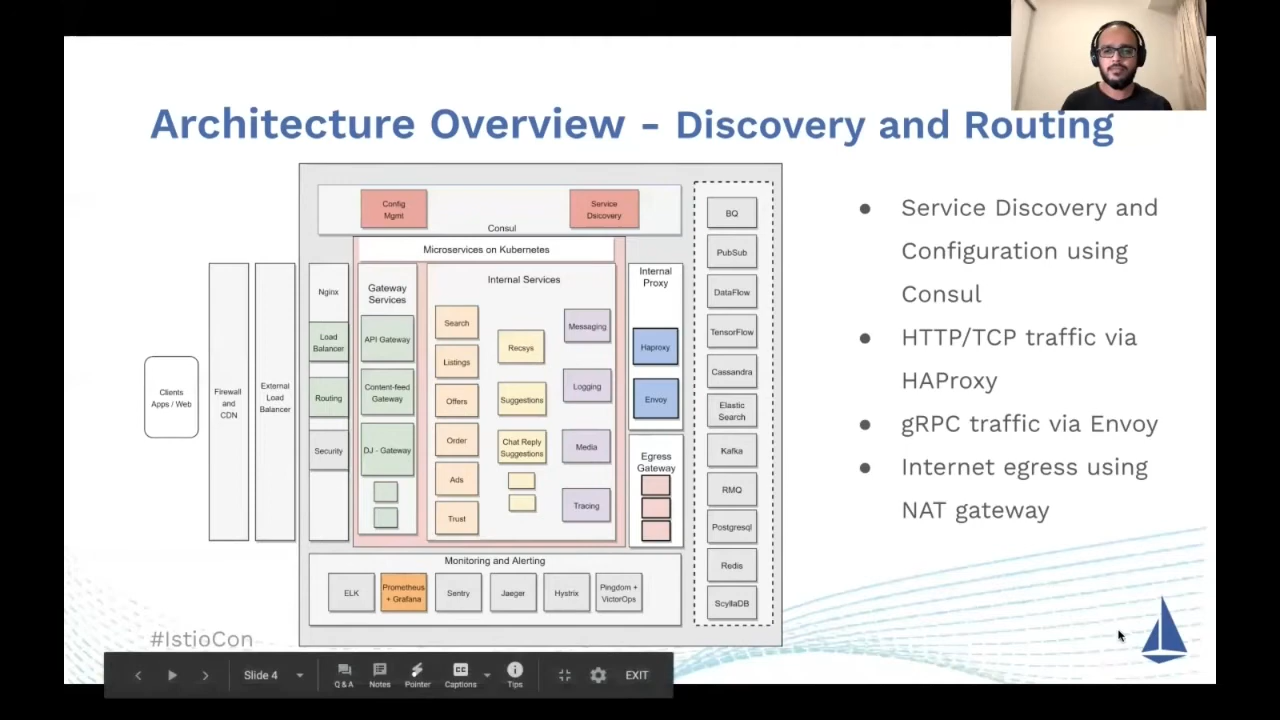 Architecture Overview - Discovery and Routing
Config
Mgmt
Service
Dsicovery
Consul
Microservices on Kubernetes
Clients
Apps / Web
Firewall
and
CDN
External
Load
Balancer
Nginx
Load
Balancer
Routing
Security
Gateway
Services
API Gateway
Content-feed
Gateway
DJ - Gateway
Internal Services
Search
Listings
Offers
Order
Ads
Trust
Recsys
Suggestions
Chat Reply
Suggestions
Messaging
Logging
Media
Tracing
Internal
Proxy
Haproxy
Envoy
Egress
Gateway
BQ
PubSub
DataFlow
TensorFlow
Cassandra
Elastic
Search
Kafka
RMQ
Postgresql
Redis
ScyllaDB
Monitoring and Alerting
ELK
Prometheus
+ Grafana
Sentry
Jaeger
Hystrix
Pingdom +
VictorOps
● Service Discovery and
Configuration using
Consul
● HTTP/TCP traffic via
HAProxy
● gRPC traffic via Envoy
● Internet egress using
NAT gateway
#IstioCon
Slide 4
Q & A
Notes
Pointer
CC
Captions
Tips
EXIT